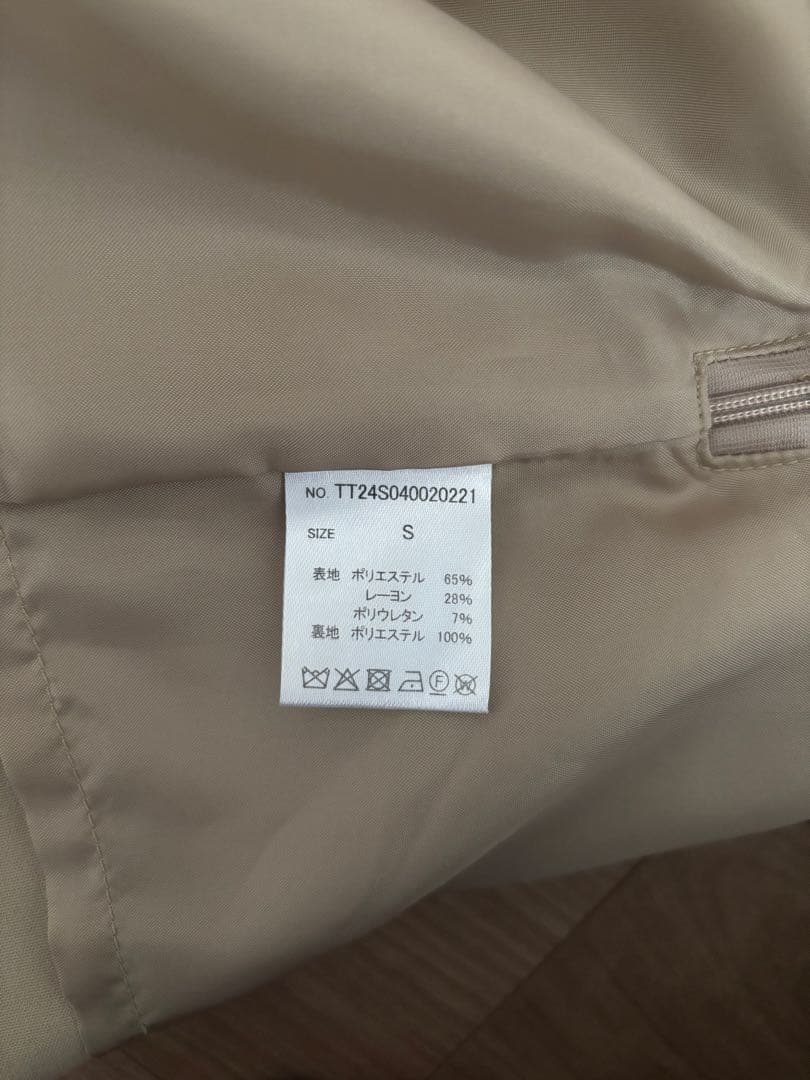 NO. TT24S040020221
SIZE S
表地 ポリエステル 65%
レーヨン 28%
ポリウレタン 7%
裏地 ポリエステル 100%
F W